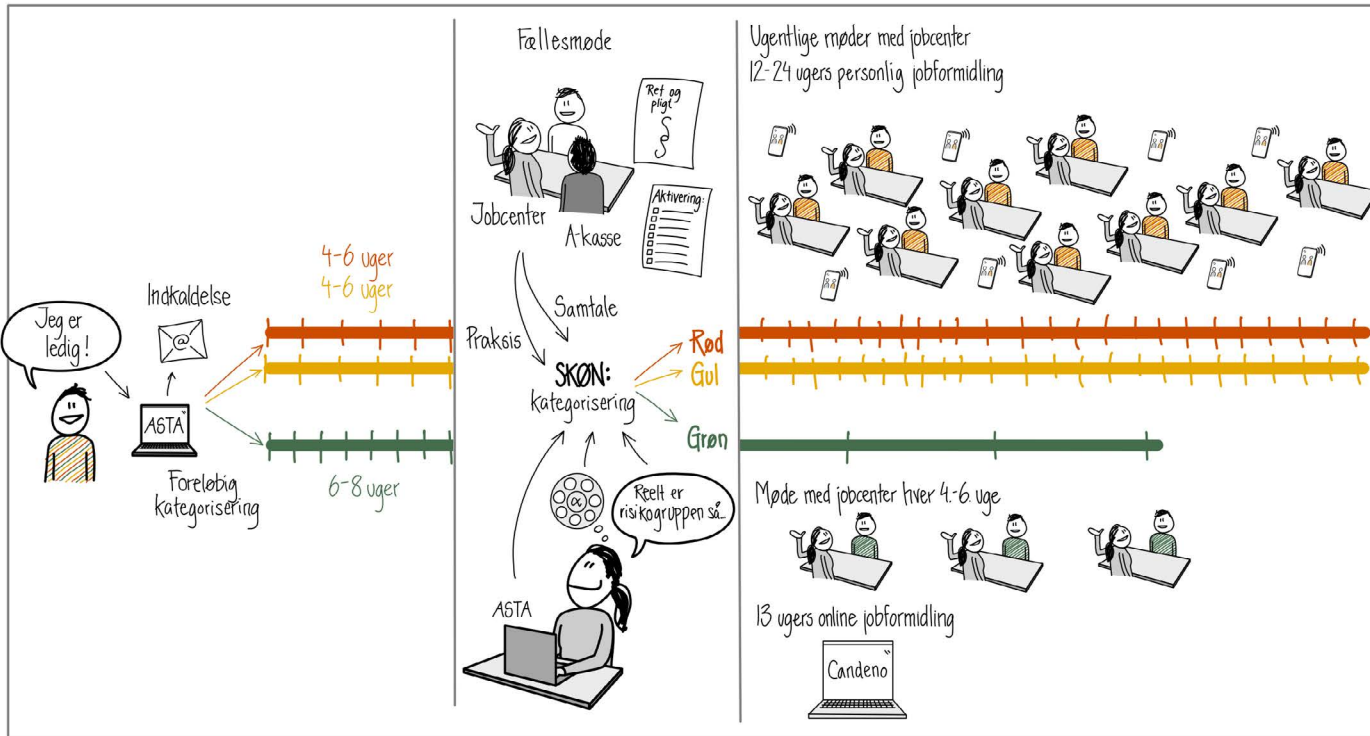 Jeg er
ledig!
ASTA
Indkaldelse
@
Foreløbig
kategorisering
4-6 uger
4-6 uger
6-8 uger
Fællesmøde
Ret og
pligt
Aktivering:
Jobcenter
A-kasse
Samtale
Praksis
SKØN:
kategorisering
Rød
Gul
Grøn
α
Reelt er
risikogruppen så...
ASTA
Ugentlige møder med jobcenter
12-24 ugers personlig jobformidling
Møde med jobcenter hver 4.-6. uge
13 ugers online jobformidling
Candeno